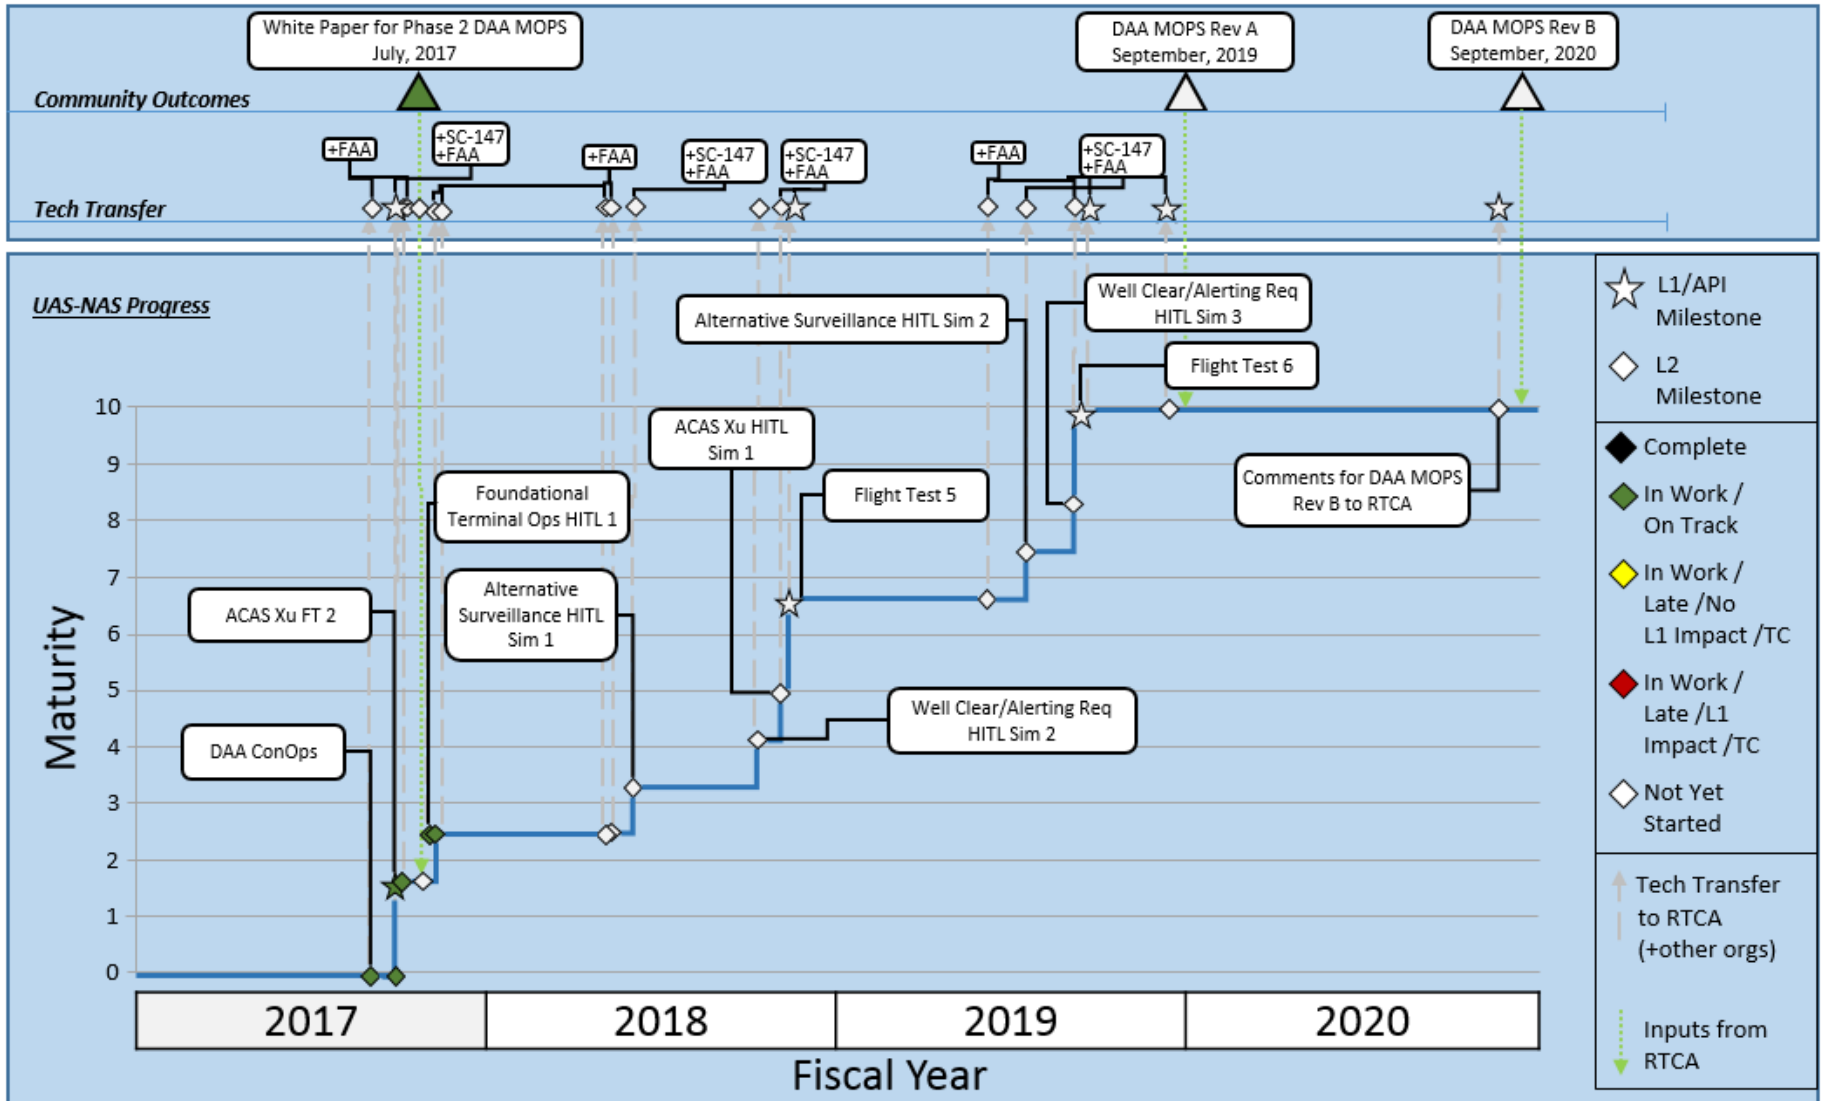 White Paper for Phase 2 DAA MOPS
July, 2017
DAA MOPS Rev A
September, 2019
DAA MOPS Rev B
September, 2020
Community Outcomes
+FAA
+SC-147
+FAA
+FAA
+SC-147
+FAA
+SC-147
+FAA
+FAA
+SC-147
+FAA
Tech Transfer
UAS-NAS Progress
Alternative Surveillance HITL Sim 2
Well Clear/Alerting Req
HITL Sim 3
Flight Test 6
ACAS Xu HITL
Sim 1
Flight Test 5
Comments for DAA MOPS
Rev B to RTCA
Foundational
Terminal Ops HITL 1
Alternative
Surveillance HITL
Sim 1
ACAS Xu FT 2
Well Clear/Alerting Req
HITL Sim 2
DAA ConOps
Maturity
10
9
8
7
6
5
4
3
2
1
0
2017
2018
2019
2020
Fiscal Year
L1/API
Milestone
L2
Milestone
Complete
In Work /
On Track
In Work /
Late /No
L1 Impact /TC
In Work /
Late /L1
Impact /TC
Not Yet
Started
Tech Transfer
to RTCA
(+other orgs)
Inputs from
RTCA